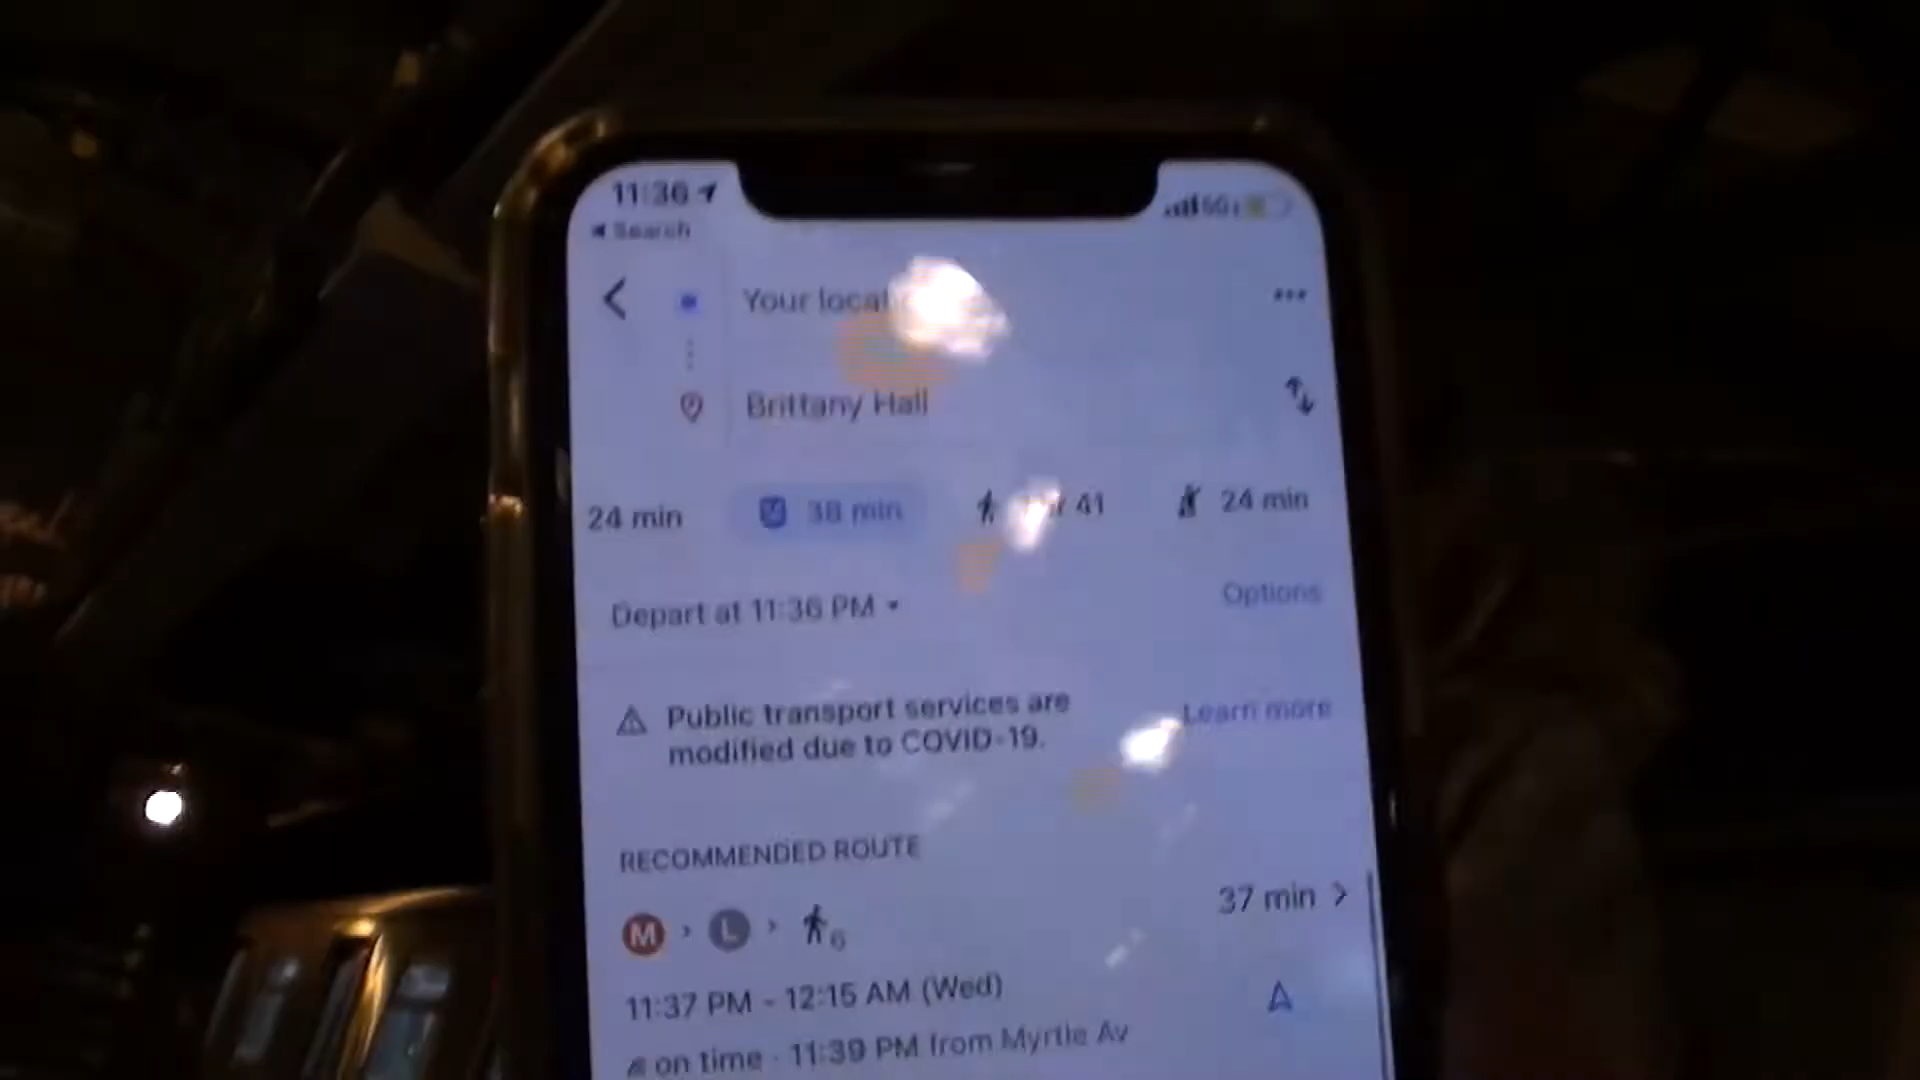 11:36
Search
Your locat
Brittany Hall
24 min
38 min
41
24 min
Depart at 11:36 PM
Options
Public transport services are
modified due to COVID-19.
Learn more
RECOMMENDED ROUTE
M L 6
37 min
11:37 PM - 12:15 AM (Wed)
on time · 11:39 PM from Myrtle Av